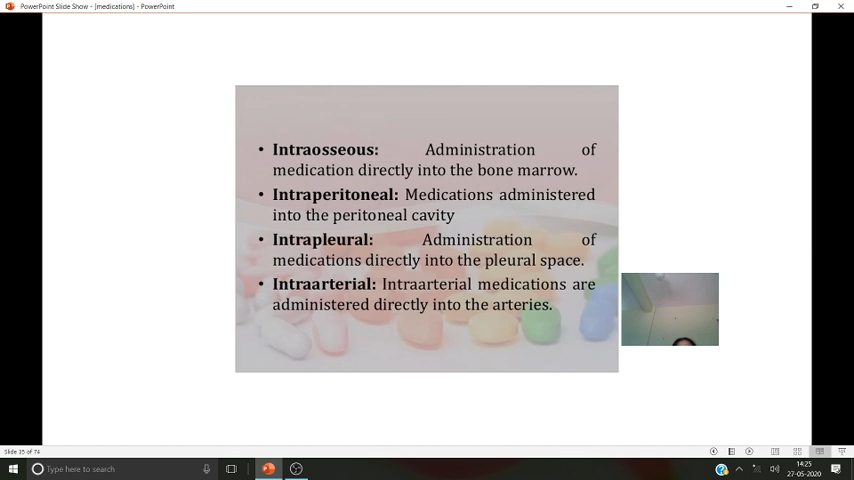 PowerPoint Slide Show - [medications] - PowerPoint
• Intraosseous: Administration of
medication directly into the bone marrow.
• Intraperitoneal: Medications administered
into the peritoneal cavity
• Intrapleural: Administration of
medications directly into the pleural space.
• Intraarterial: Intraarterial medications are
administered directly into the arteries.
Slide 35 of 74
Type here to search
14:25
27-05-2020